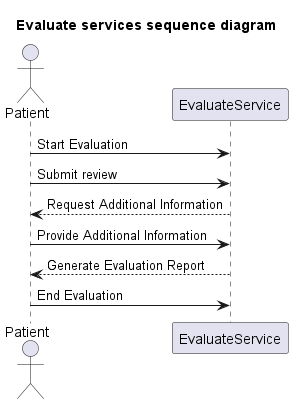 Evaluate services sequence diagram
Patient
EvaluateService
Start Evaluation
Submit review
Request Additional Information
Provide Additional Information
Generate Evaluation Report
End Evaluation
Patient
EvaluateService